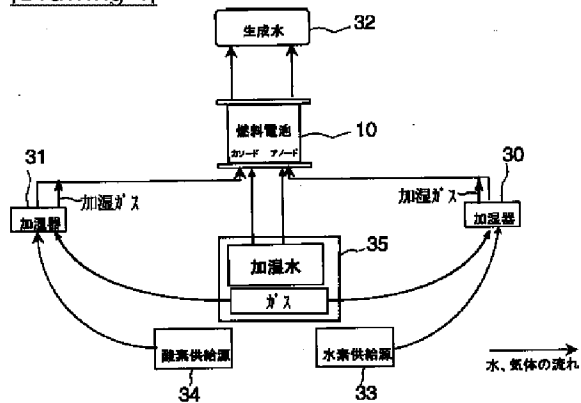 生成水
32
燃料電池
カソード アノード
10
31
30
加湿ガス
加湿ガス
加湿器
加湿器
35
加湿水
ガス
酸素供給源
水素供給源
34
33
水、気体の流れ